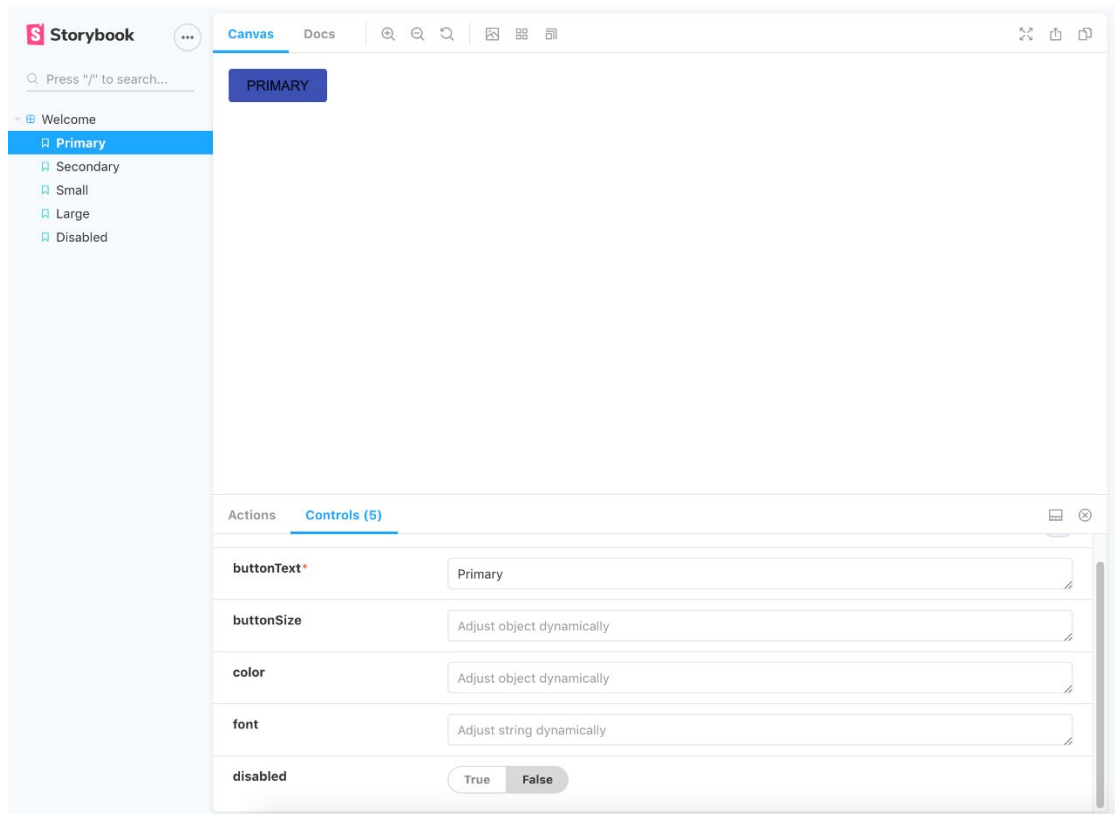 Storybook
Press "/" to search...
Welcome
Primary
Secondary
Small
Large
Disabled
Canvas Docs
PRIMARY
Actions Controls (5)
buttonText* Primary
buttonSize Adjust object dynamically
color Adjust object dynamically
font Adjust string dynamically
disabled True False